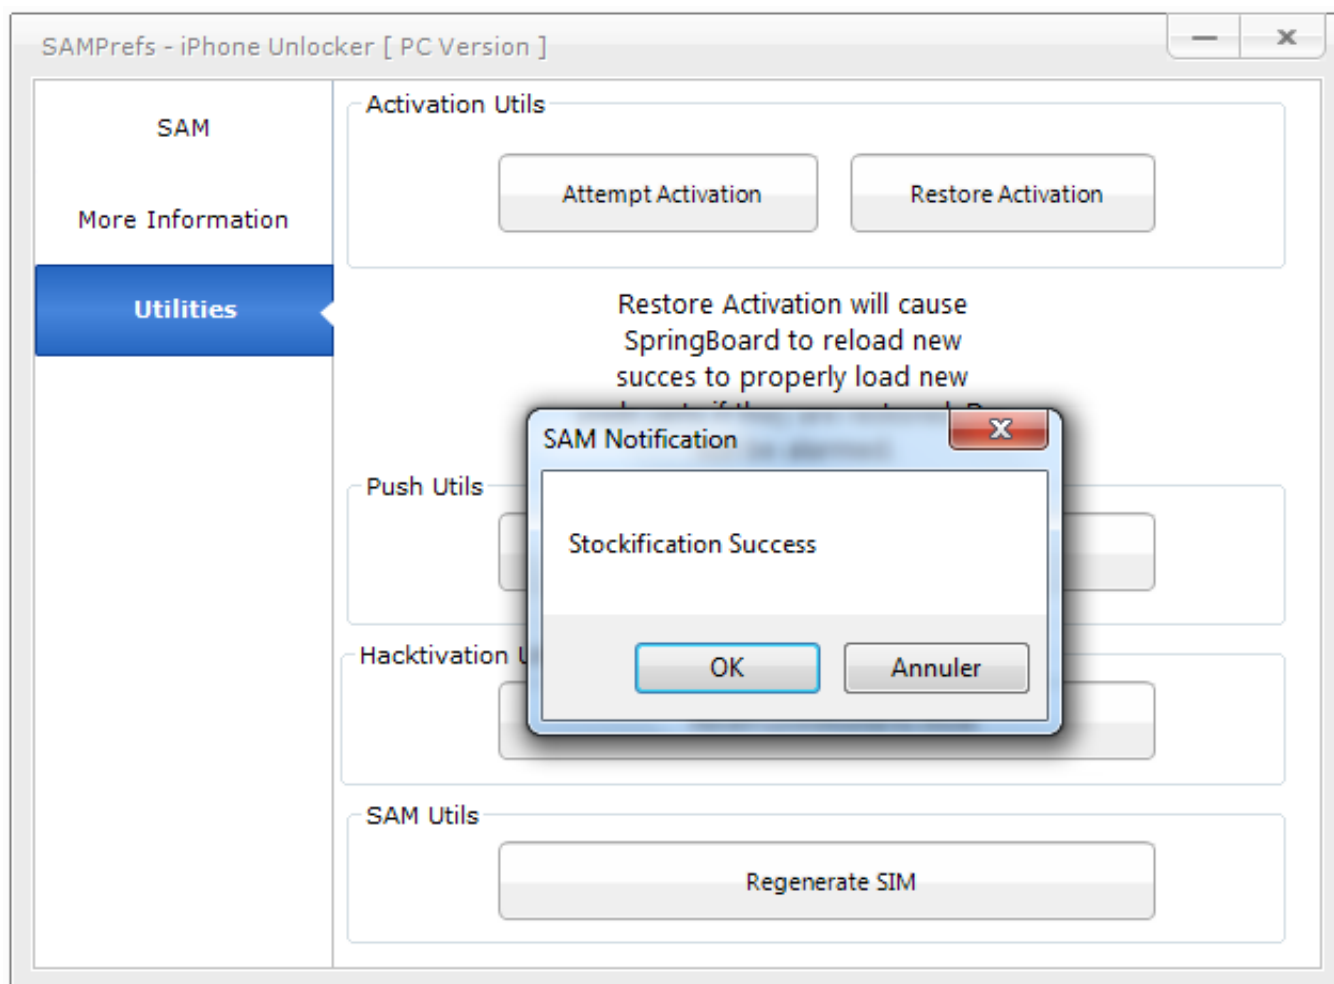 SAMPrefs - iPhone Unlocker [ PC Version ]
SAM
More Information
Utilities
Activation Utils
Attempt Activation
Restore Activation
Restore Activation will cause
SpringBoard to reload new
succes to properly load new
Push Utils
Hacktivation
SAM Utils
Regenerate SIM
SAM Notification
Stockification Success
OK
Annuler